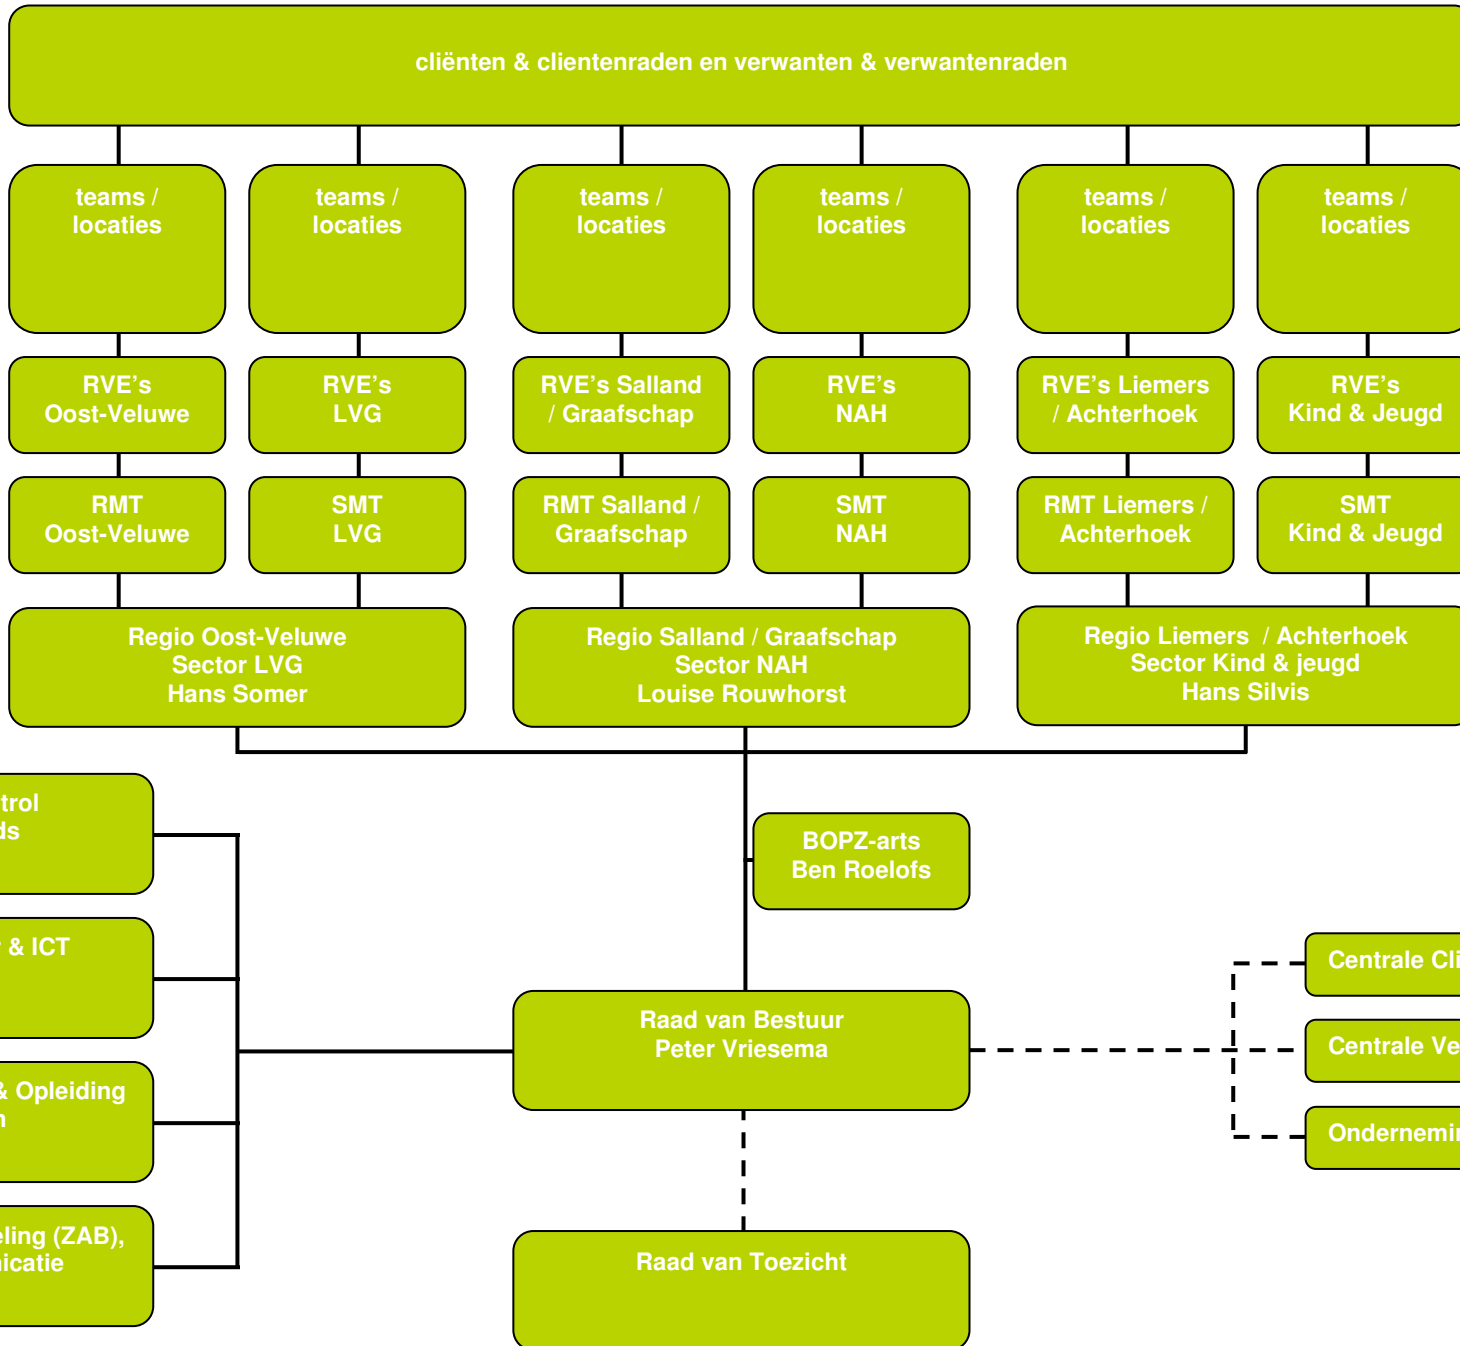 cliënten & clientenraden en verwanten & verwantenraden
teams /
locaties
teams /
locaties
teams /
locaties
teams /
locaties
teams /
locaties
teams /
locaties
RVE's
Oost-Veluwe
RVE's
LVG
RVE's Salland
/ Graafschap
RVE's
NAH
RVE's Liemers
/ Achterhoek
RVE's
Kind & Jeugd
RMT
Oost-Veluwe
SMT
LVG
RMT Salland /
Graafschap
SMT
NAH
RMT Liemers /
Achterhoek
SMT
Kind & Jeugd
Regio Oost-Veluwe
Sector LVG
Hans Somer
Regio Salland / Graafschap
Sector NAH
Louise Rouwhorst
Regio Liemers / Achterhoek
Sector Kind & jeugd
Hans Silvis
BOPZ-arts
Ben Roelofs
& ICT
& Opleiding
(ZAB),
Raad van Bestuur
Peter Vriesema
Centrale
Centrale
Raad van Toezicht